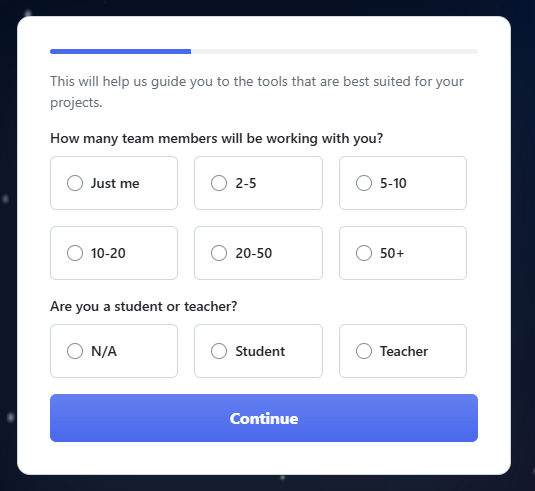 This will help us guide you to the tools that are best suited for your
projects.
How many team members will be working with you?
Just me
2-5
5-10
10-20
20-50
50+
Are you a student or teacher?
N/A
Student
Teacher
Continue